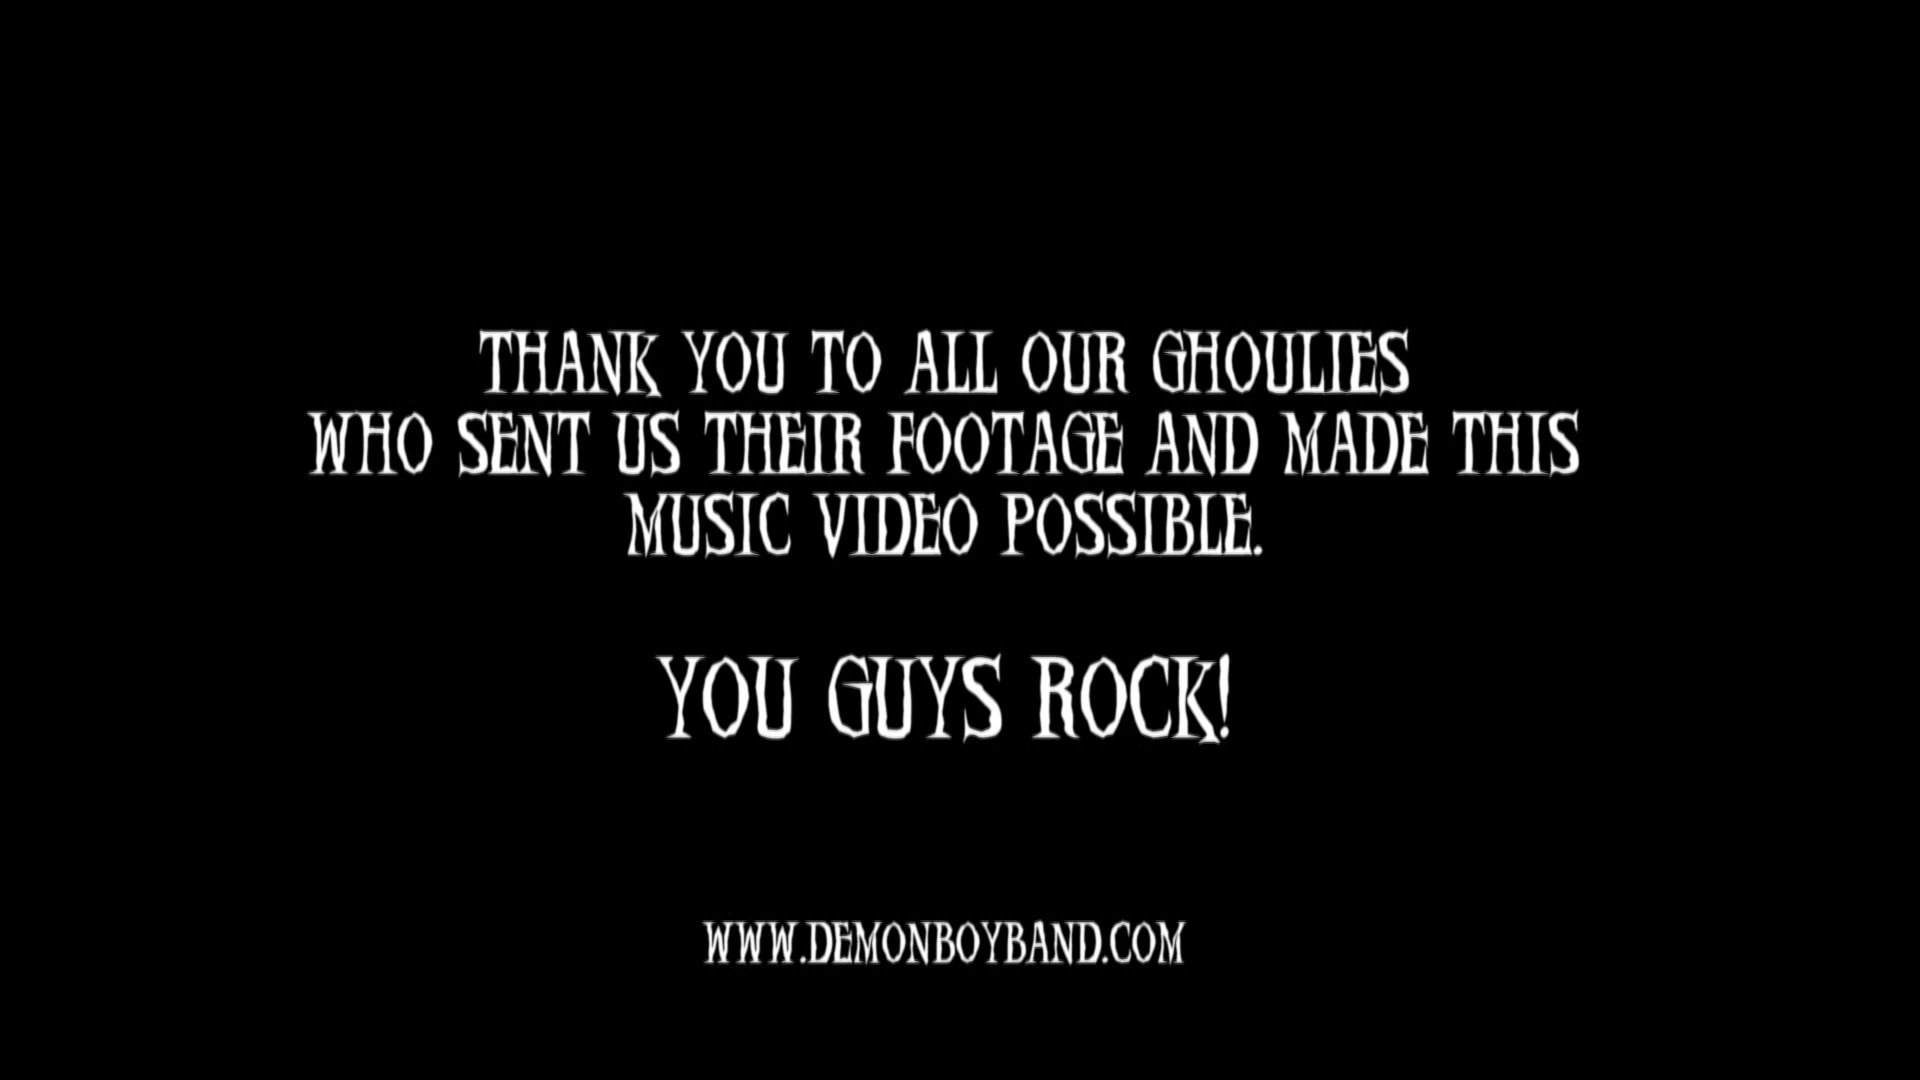 THANK YOU TO ALL OUR GHOULIES
WHO SENT US THEIR FOOTAGE AND MADE THIS
MUSIC VIDEO POSSIBLE.
YOU GUYS ROCK!
WWW.DEMONBOYBAND.COM